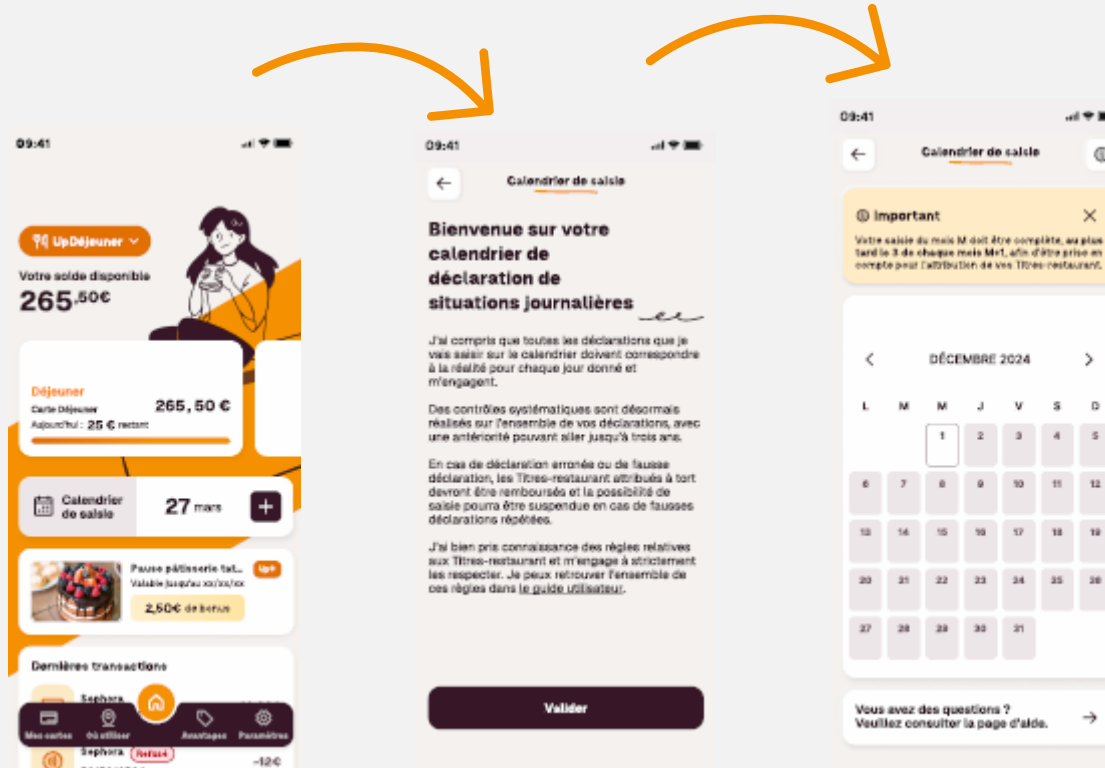 09:41
UpDéjeuner
Votre solde disponible
265,50€
Déjeuner
Carte Déjeuner
265,50 €
Aujourd'hui : 25 € restant
Calendrier
de saisie
27 mars
+
Pause pâtisserie tat...
Up+
Valable jusqu'au xx/xx/xx
2,50€ de bonus
Dernières transactions
Sephora
Mes cartes
Où utiliser
Avantages
Paramètres
Sephora
Refusé
-12€
09:41
Calendrier de saisie
Bienvenue sur votre
calendrier de
déclaration de
situations journalières
J'ai compris que toutes les déclarations que je
vais saisir sur le calendrier doivent correspondre
à la réalité pour chaque jour donné et
m'engagent.
Des contrôles systématiques sont désormais
réalisés sur l'ensemble de vos déclarations, avec
une antériorité pouvant aller jusqu'à trois ans.
En cas de déclaration erronée ou de fausse
déclaration, les Titres-restaurant attribués à tort
devront être remboursés et la possibilité de
saisie pourra être suspendue en cas de fausses
déclarations répétées.
J'ai bien pris connaissance des règles relatives
aux Titres-restaurant et m'engage à strictement
les respecter. Je peux retrouver l'ensemble de
ces règles dans le guide utilisateur.
Valider
09:41
Calendrier de saisie
Important
Votre saisie du mois M doit être complète, au plus
tard le 3 de chaque mois M+1, afin d'être prise en
compte pour l'attribution de vos Titres-restaurant.
DÉCEMBRE 2024
L M M J V S D
1 2 3 4 5
6 7 8 9 10 11 12
13 14 15 16 17 18 19
20 21 22 23 24 25 26
27 28 29 30 31
Vous avez des questions ?
Veuillez consulter la page d'aide.